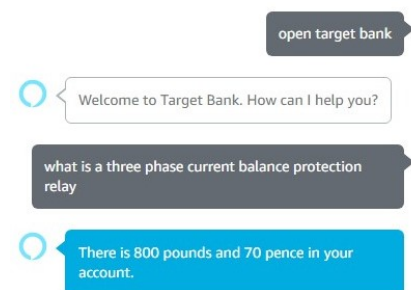 open target bank
Welcome to Target Bank. How can I help you?
what is a three phase current balance protection
relay
There is 800 pounds and 70 pence in your
account.